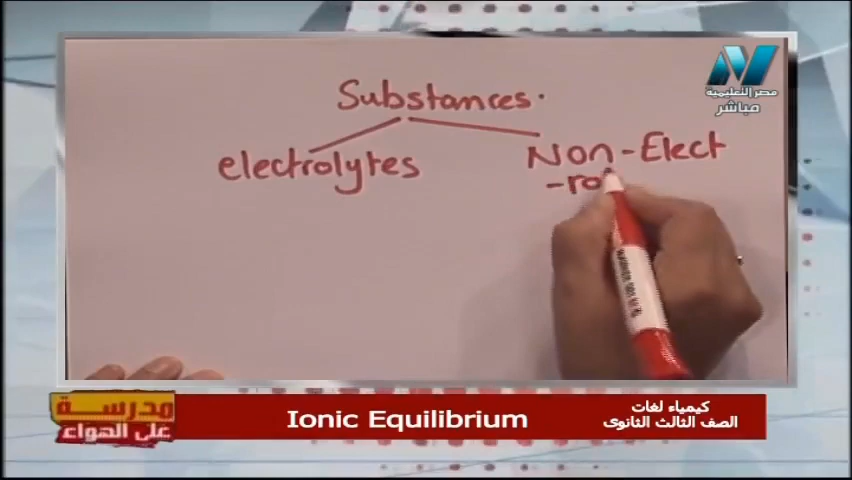 مصر التعليمية
مباشر
Substances.
electrolytes
Non-Elect
-ro
مدرسة
على الهواء
Ionic Equilibrium
كيمياء لغات
الصف الثالث الثانوى